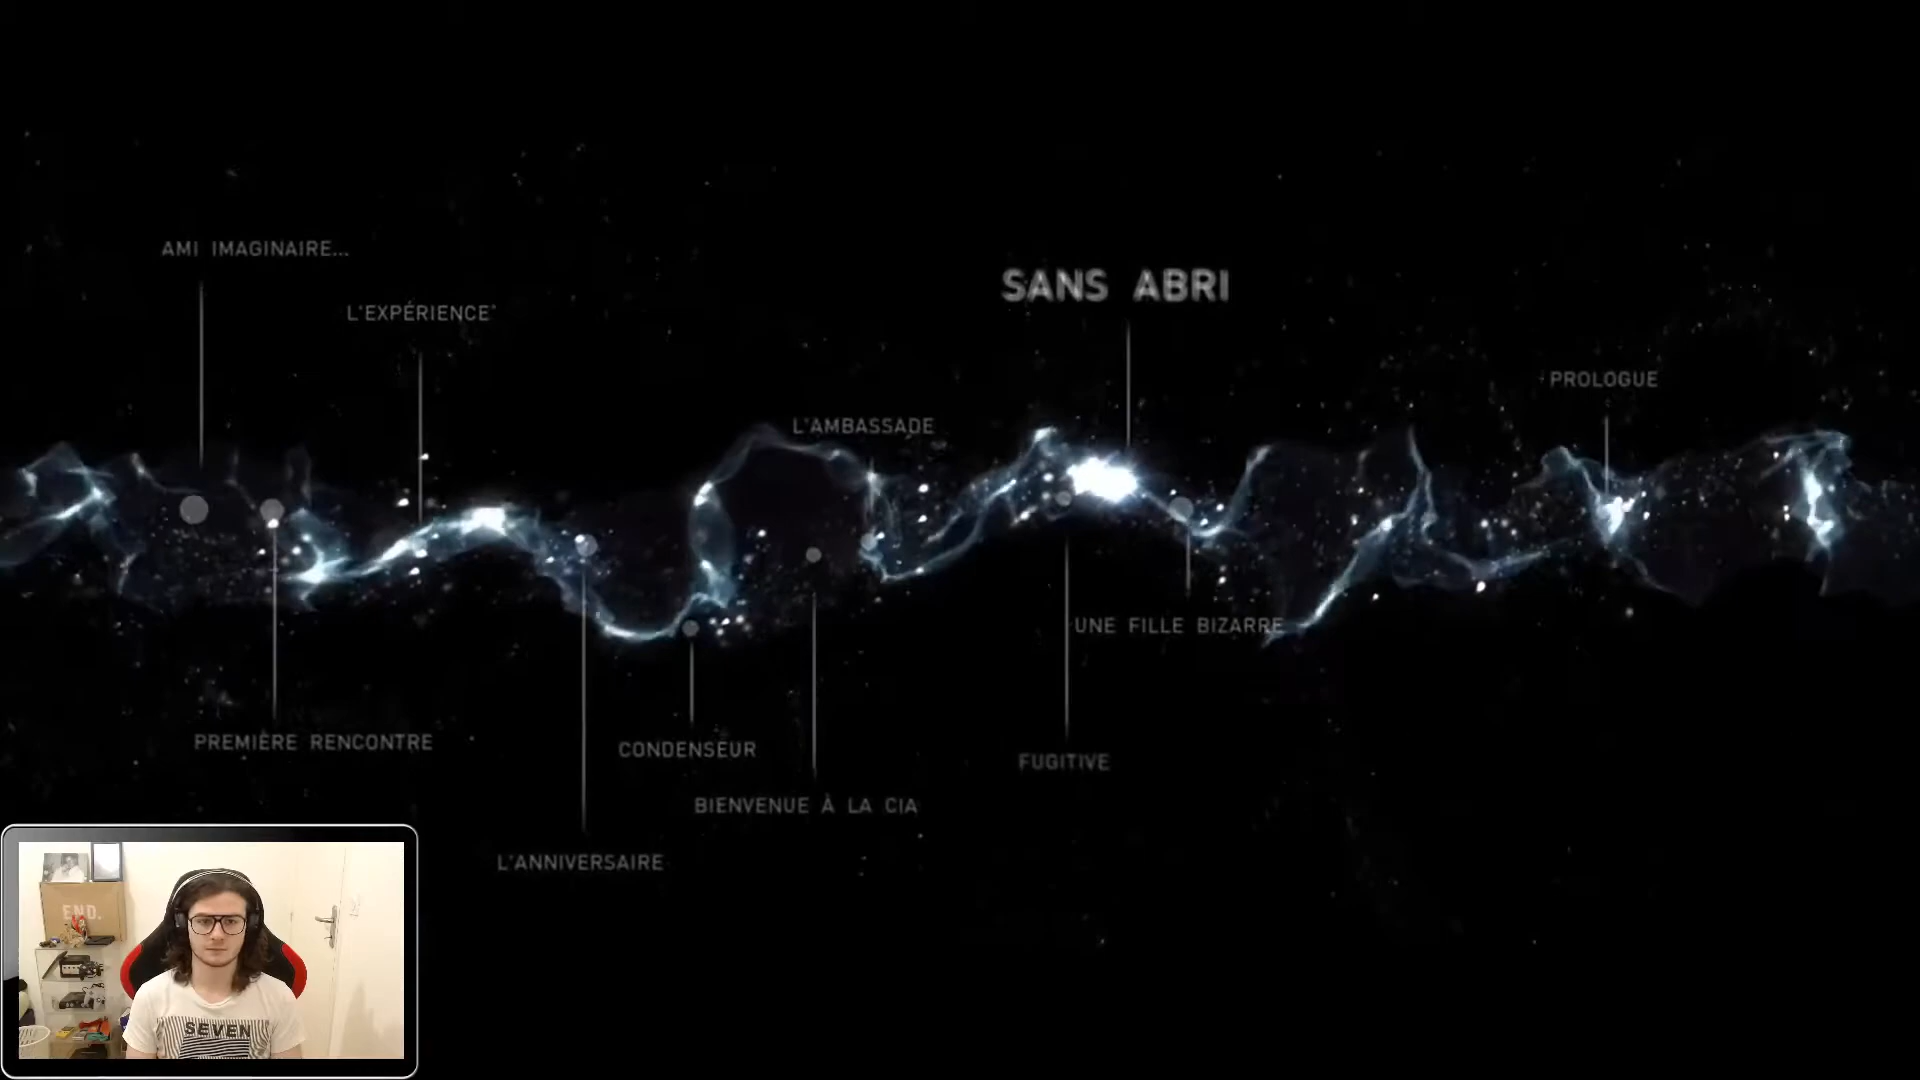 AMI IMAGINAIRE...
L'EXPÉRIENCE
SANS ABRI
PROLOGUE
L'AMBASSADE
UNE FILLE BIZARRE
PREMIÈRE RENCONTRE
CONDENSEUR
FUGITIVE
BIENVENUE À LA CIA
L'ANNIVERSAIRE
END.
SEVEN